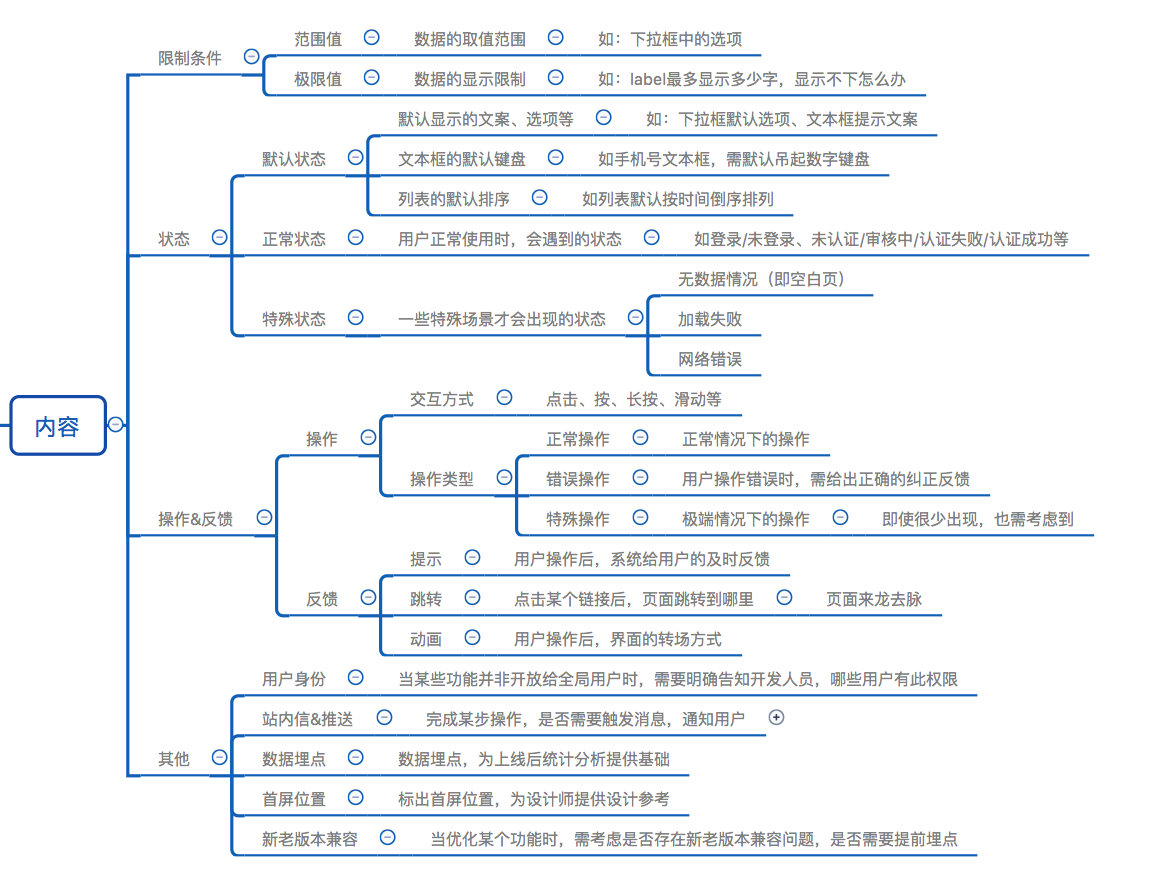 限制条件
范围值
数据的取值范围
如：下拉框中的选项
极限值
数据的显示限制
如：label最多显示多少字，显示不下怎么办
状态
默认状态
默认显示的文案、选项等
如：下拉框默认选项、文本框提示文案
文本框的默认键盘
如手机号文本框，需默认吊起数字键盘
列表的默认排序
如列表默认按时间倒序排列
正常状态
用户正常使用时，会遇到的状态
如登录/未登录、未认证/审核中/认证失败/认证成功等
特殊状态
一些特殊场景才会出现的状态
无数据情况（即空白页）
加载失败
网络错误
内容
操作&反馈
操作
交互方式
点击、按、长按、滑动等
操作类型
正常操作
正常情况下的操作
错误操作
用户操作错误时，需给出正确的纠正反馈
特殊操作
极端情况下的操作
即使很少出现，也需考虑到
反馈
提示
用户操作后，系统给用户的及时反馈
跳转
点击某个链接后，页面跳转到哪里
页面来龙去脉
动画
用户操作后，界面的转场方式
其他
用户身份
当某些功能并非开放给全局用户时，需要明确告知开发人员，哪些用户有此权限
站内信&推送
完成某步操作，是否需要触发消息，通知用户
数据埋点
数据埋点，为上线后统计分析提供基础
首屏位置
标出首屏位置，为设计师提供设计参考
新老版本兼容
当优化某个功能时，需考虑是否存在新老版本兼容问题，是否需要提前埋点